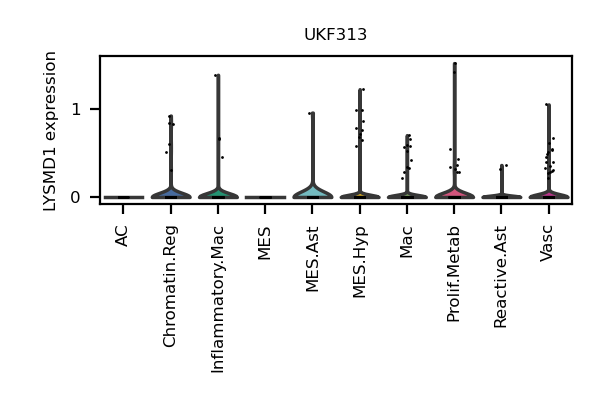 UKF313
LYSMD1 expression
1
0
AC
Chromatin.Reg
Inflammatory.Mac
MES
MES.Ast
MES.Hyp
Mac
Prolif.Metab
Reactive.Ast
Vasc